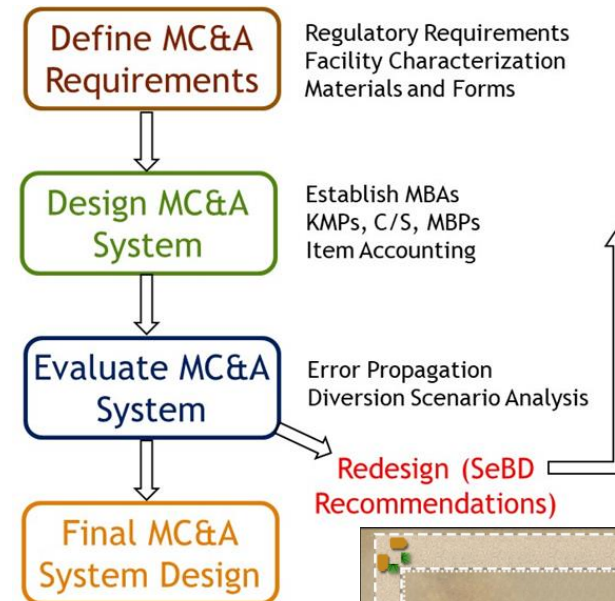 Define MC&A
Requirements
Regulatory Requirements
Facility Characterization
Materials and Forms
Design MC&A
System
Establish MBAs
KMPs, C/S, MBPs
Item Accounting
Evaluate MC&A
System
Error Propagation
Diversion Scenario Analysis
Redesign (SeBD
Recommendations)
Final MC&A
System Design